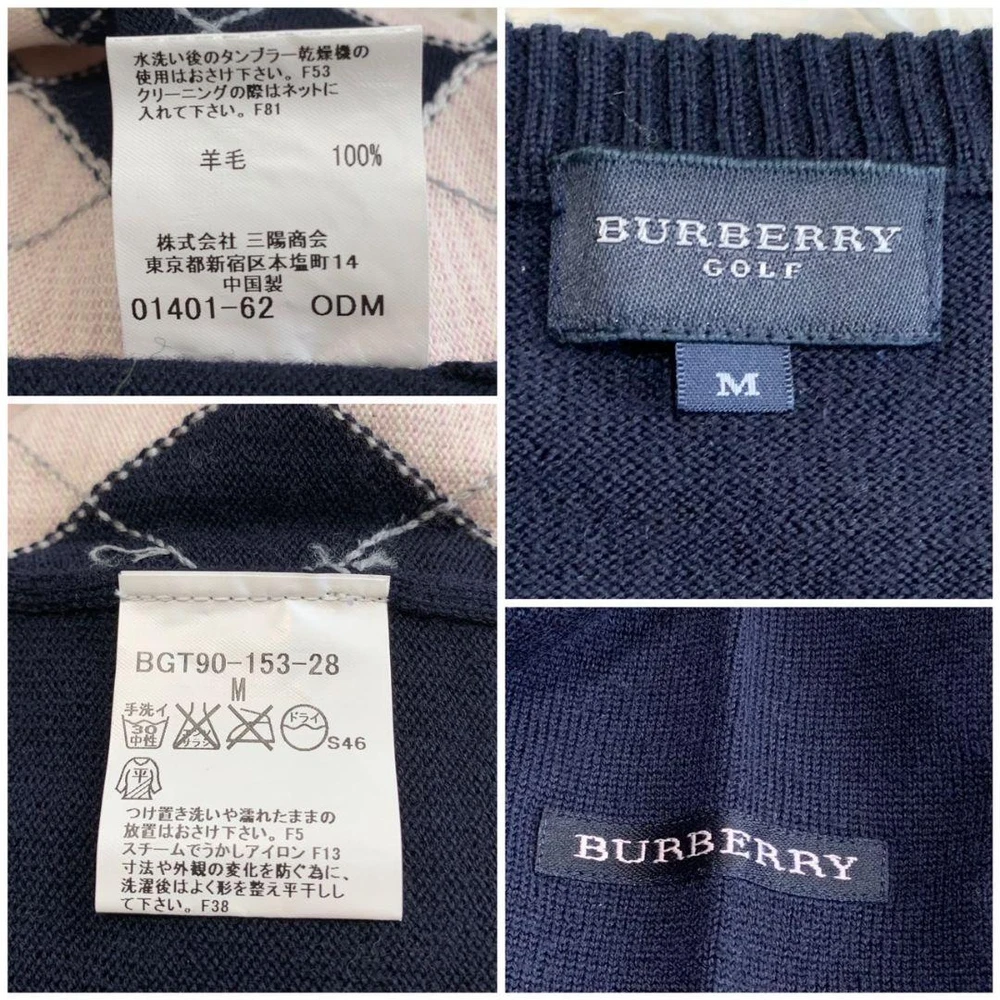 水洗い後のタンブラー乾燥機の
使用はおさけ下さい。F53
クリーニングの際はネットに
入れて下さい。F81
羊毛 100%
株式会社 三陽商会
東京都新宿区本塩町14
中国製
01401-62 ODM
BURBERRY
GOLF
M
BGT90-153-28
M
手洗イ
30
中性
エンソ
サラシ
ドライ
S46
平
つけ置き洗いや濡れたままの
放置はおさけ下さい。F5
スチームでうかしアイロン F13
寸法や外観の変化を防ぐ為に、
洗濯後はよく形を整え平干しし
て下さい。F38
BURBERRY